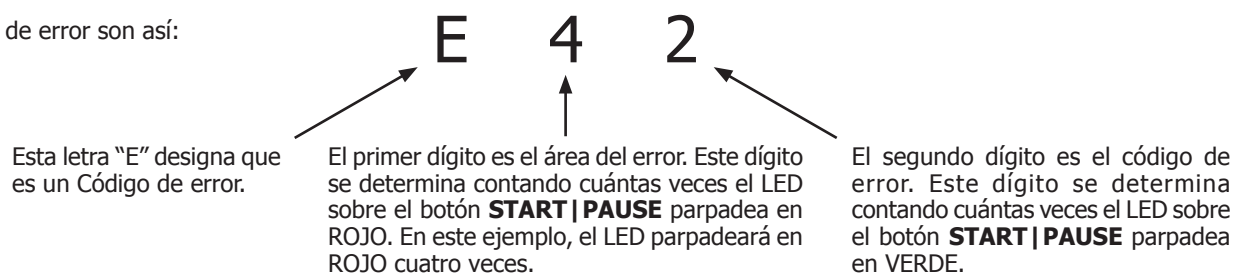 de error son así:
E 4 2
Esta letra “E” designa que
es un Código de error.
El primer dígito es el área del error. Este dígito
se determina contando cuántas veces el LED
sobre el botón START|PAUSE parpadea en
ROJO. En este ejemplo, el LED parpadeará en
ROJO cuatro veces.
El segundo dígito es el código de
error. Este dígito se determina
contando cuántas veces el LED sobre
el botón START|PAUSE parpadea
en VERDE.